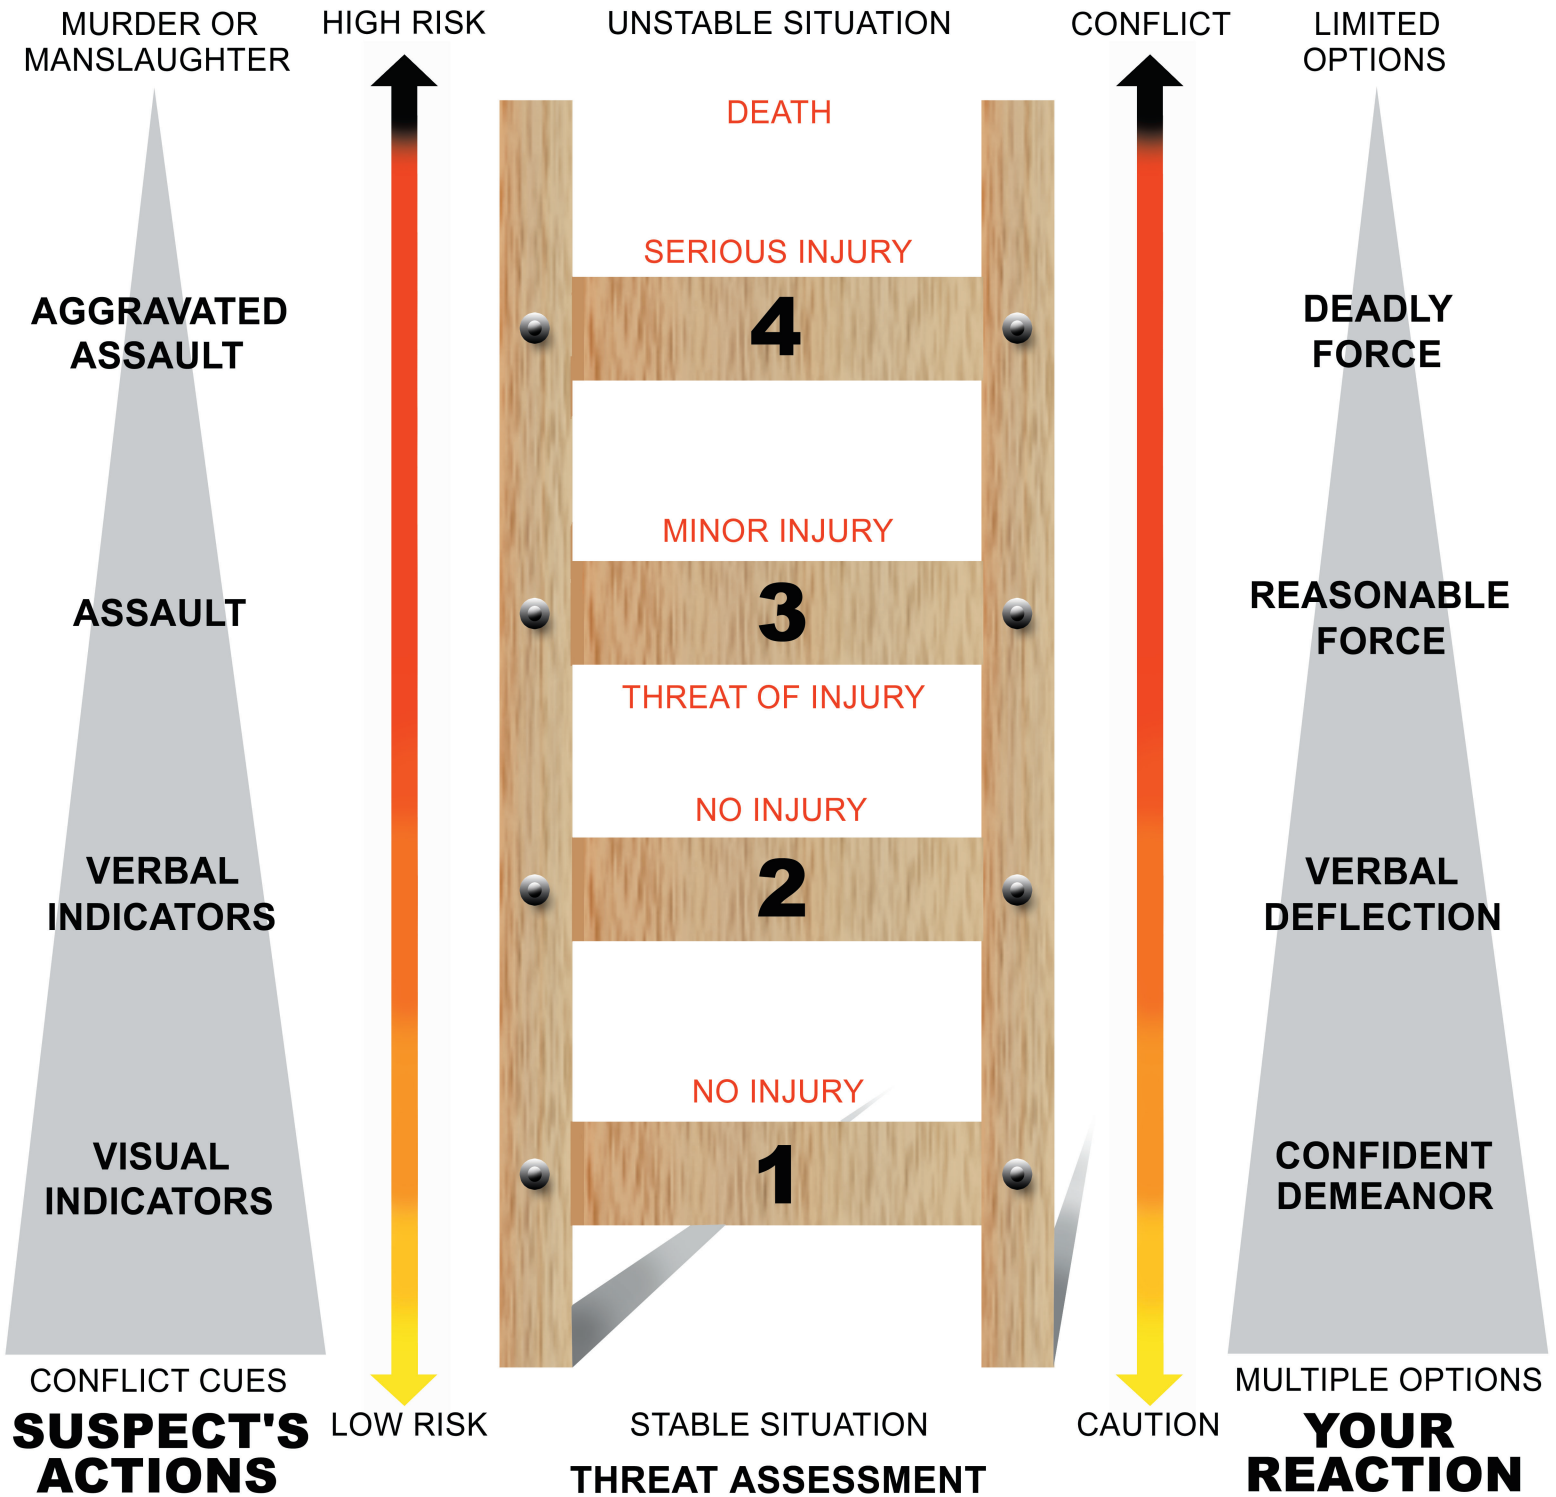 MURDER OR
MANSLAUGHTER
HIGH RISK
UNSTABLE SITUATION
CONFLICT
LIMITED
OPTIONS
DEATH
SERIOUS INJURY
AGGRAVATED
ASSAULT
4
DEADLY
FORCE
MINOR INJURY
ASSAULT
3
REASONABLE
FORCE
THREAT OF INJURY
NO INJURY
VERBAL
INDICATORS
2
VERBAL
DEFLECTION
NO INJURY
VISUAL
INDICATORS
1
CONFIDENT
DEMEANOR
CONFLICT CUES
SUSPECT'S
ACTIONS
LOW RISK
STABLE SITUATION
THREAT ASSESSMENT
CAUTION
MULTIPLE OPTIONS
YOUR
REACTION